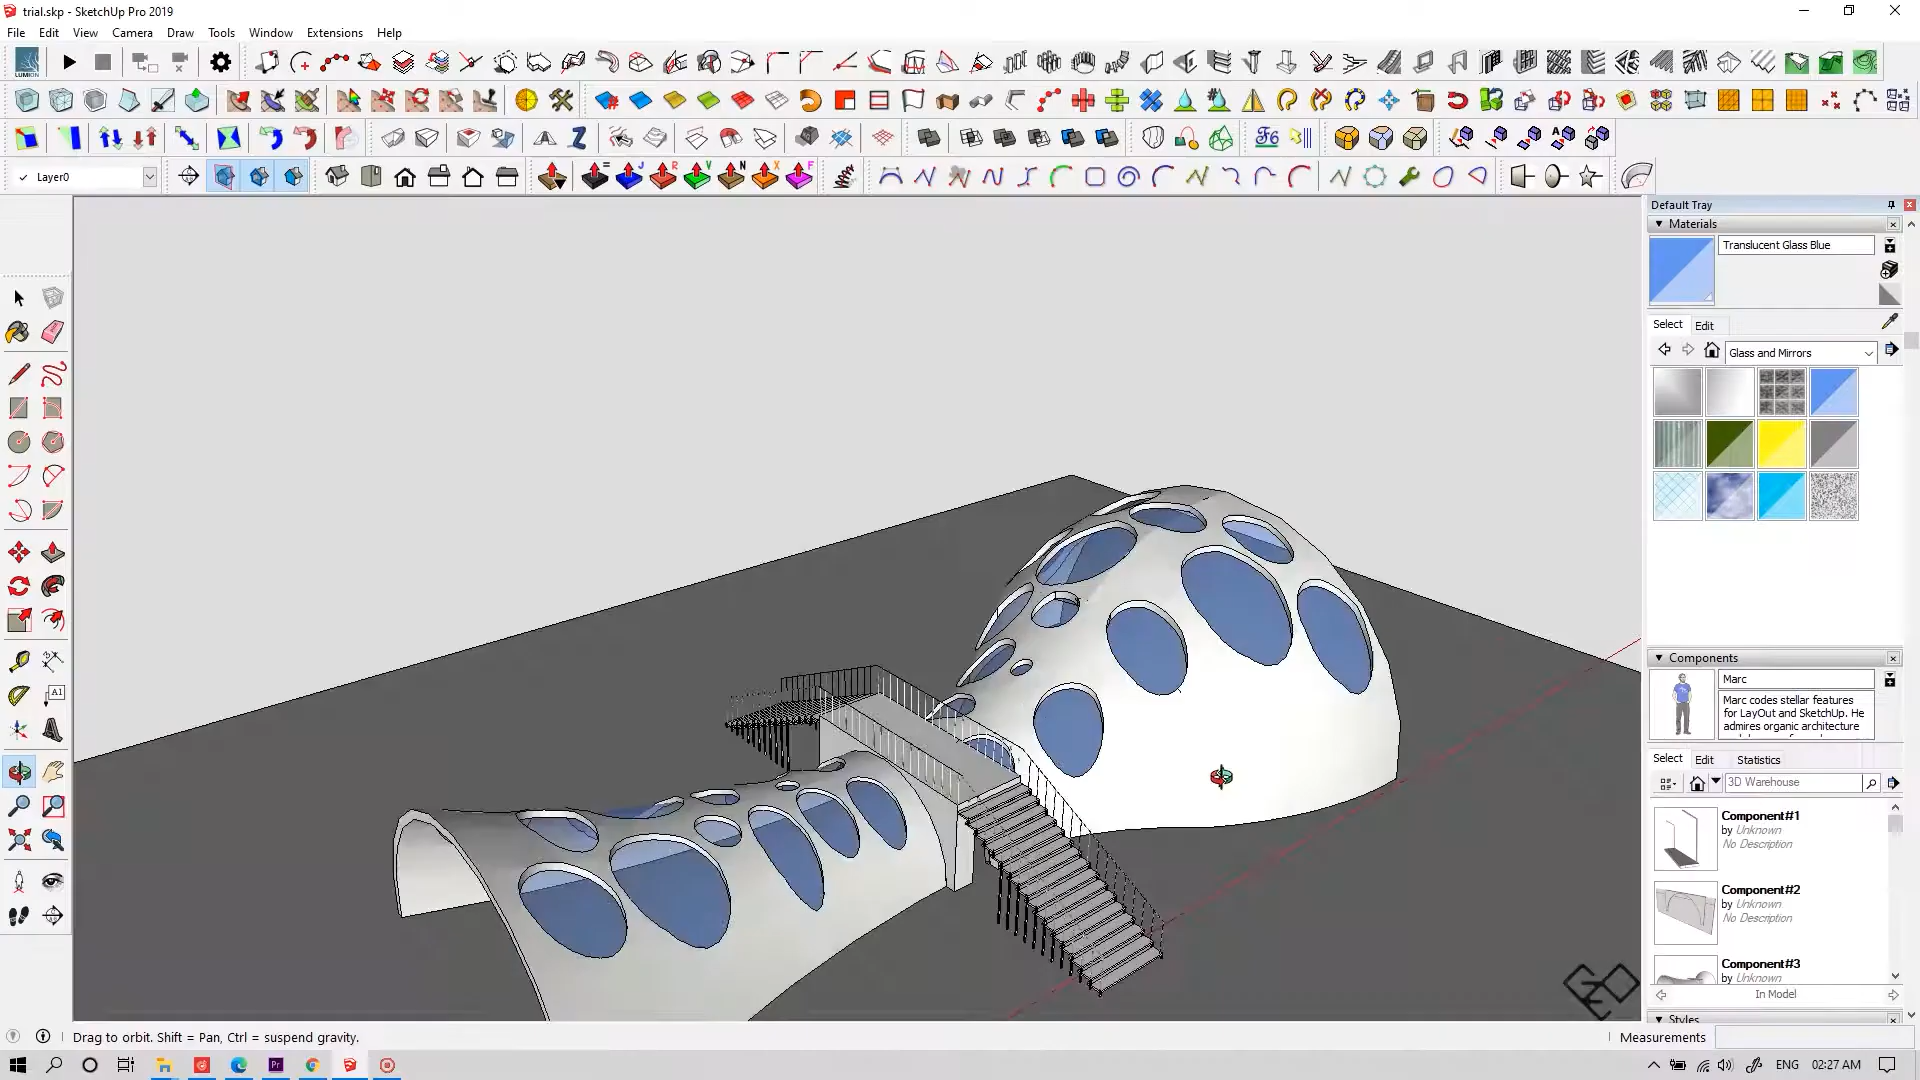 trial.skp - SketchUp Pro 2019
File Edit View Camera Draw Tools Window Extensions Help
LUMION
= J R V N X F
F6
A
Layer0
Default Tray
Materials
Translucent Glass Blue
Select Edit
Glass and Mirrors
A1
Components
Marc
Marc codes stellar features
for LayOut and SketchUp. He
admires organic architecture
Select Edit Statistics
3D Warehouse
Component#1
by Unknown
No Description
Component#2
by Unknown
No Description
Component#3
by Unknown
In Model
Styles
Drag to orbit. Shift = Pan, Ctrl = suspend gravity.
Measurements
Pr
ENG 02:27 AM